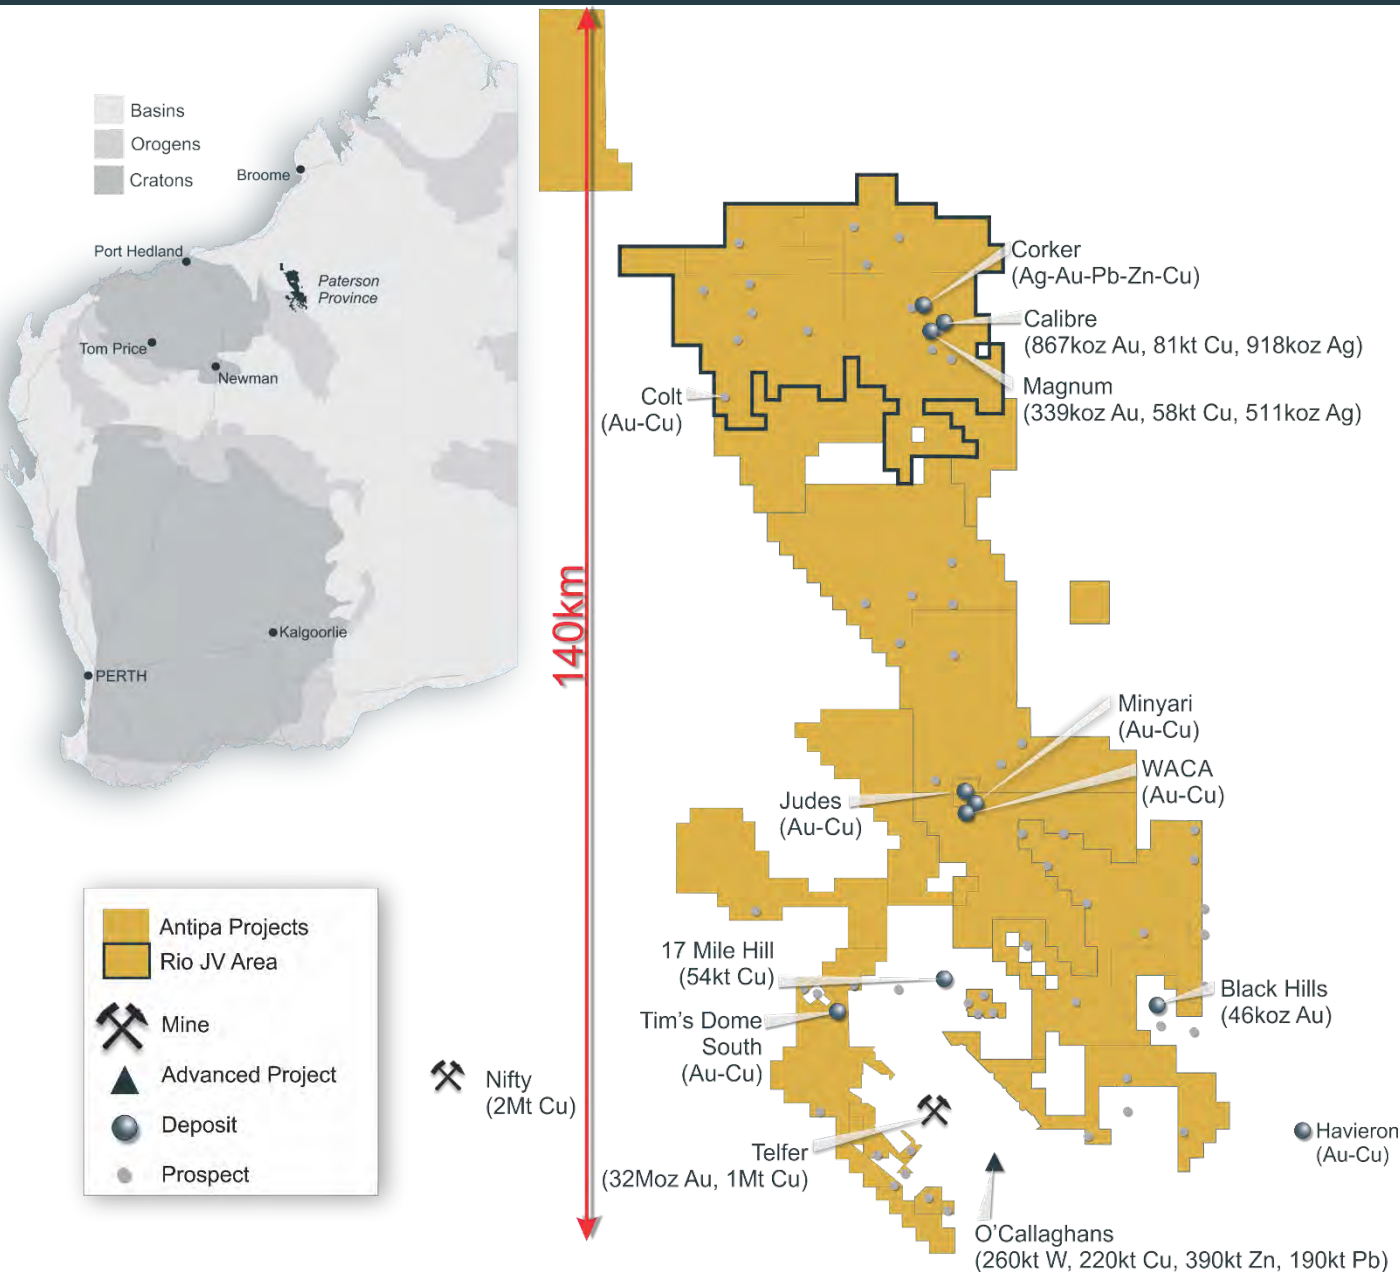 Basins
Orogens
Cratons
Broome
Port Hedland
Paterson
Province
Tom Price
Newman
Kalgoorlie
PERTH
140km
Corker
(Ag-Au-Pb-Zn-Cu)
Calibre
(867koz Au, 81kt Cu, 918koz Ag)
Magnum
(339koz Au, 58kt Cu, 511koz Ag)
Colt
(Au-Cu)
Minyari
(Au-Cu)
WACA
(Au-Cu)
Judes
(Au-Cu)
17 Mile Hill
(54kt Cu)
Black Hills
(46koz Au)
Tim's Dome
South
(Au-Cu)
Nifty
(2Mt Cu)
Telfer
(32Moz Au, 1Mt Cu)
Havieron
(Au-Cu)
O'Callaghans
(260kt W, 220kt Cu, 390kt Zn, 190kt Pb)
Antipa Projects
Rio JV Area
Mine
Advanced Project
Deposit
Prospect